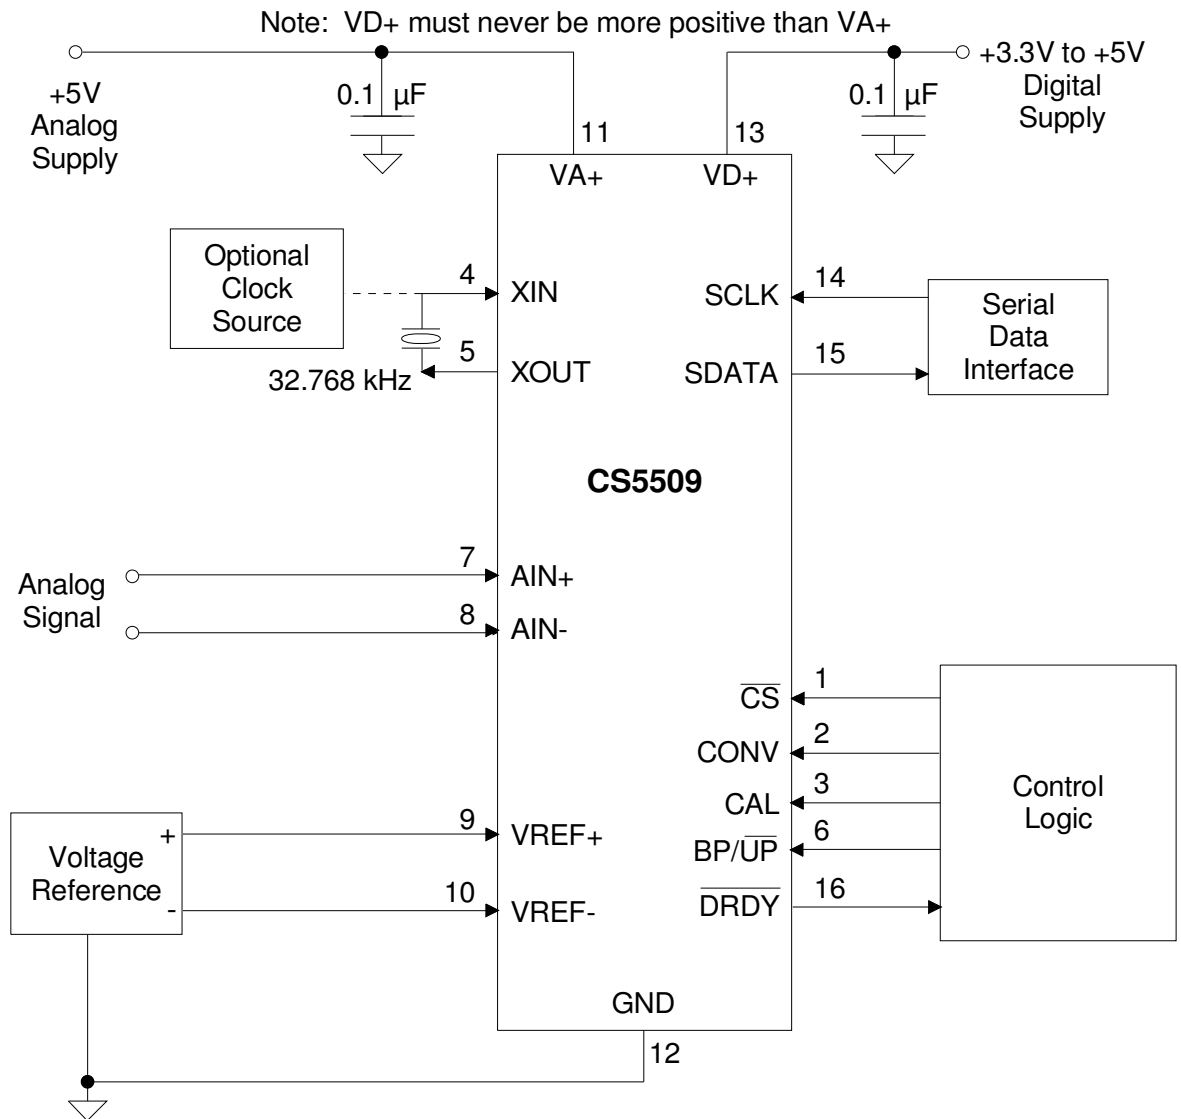 Note: VD+ must never be more positive than VA+
+5V
Analog
Supply
0.1 µF
0.1 µF
+3.3V to +5V
Digital
Supply
11
13
VA+
VD+
Optional
Clock
Source
4
XIN
5
XOUT
32.768 kHz
SCLK
14
SDATA
15
Serial
Data
Interface
CS5509
Analog
Signal
7
AIN+
8
AIN-
C̅S̅
1
CONV
2
CAL
3
BP/U̅P̅
6
D̅R̅D̅Y̅
16
Control
Logic
Voltage
Reference
+
-
9
VREF+
10
VREF-
GND
12